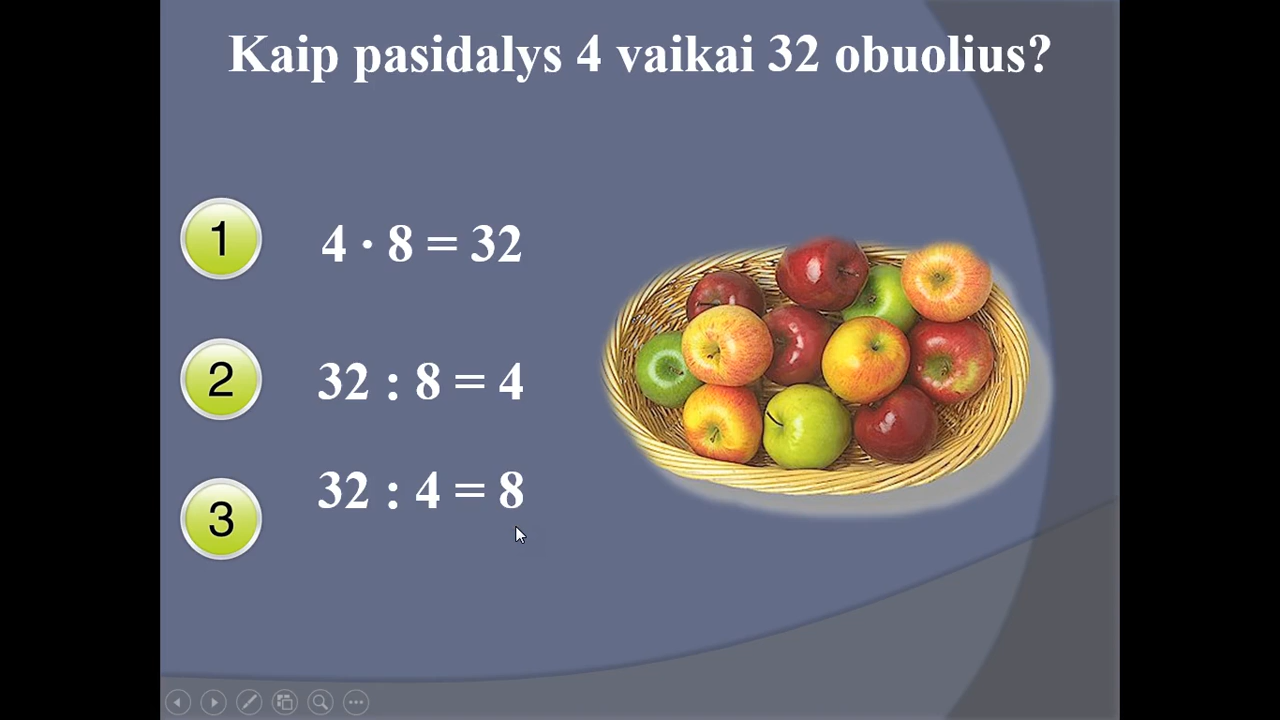 Kaip pasidalys 4 vaikai 32 obuolius?
1 4 · 8 = 32
2 32 : 8 = 4
3 32 : 4 = 8